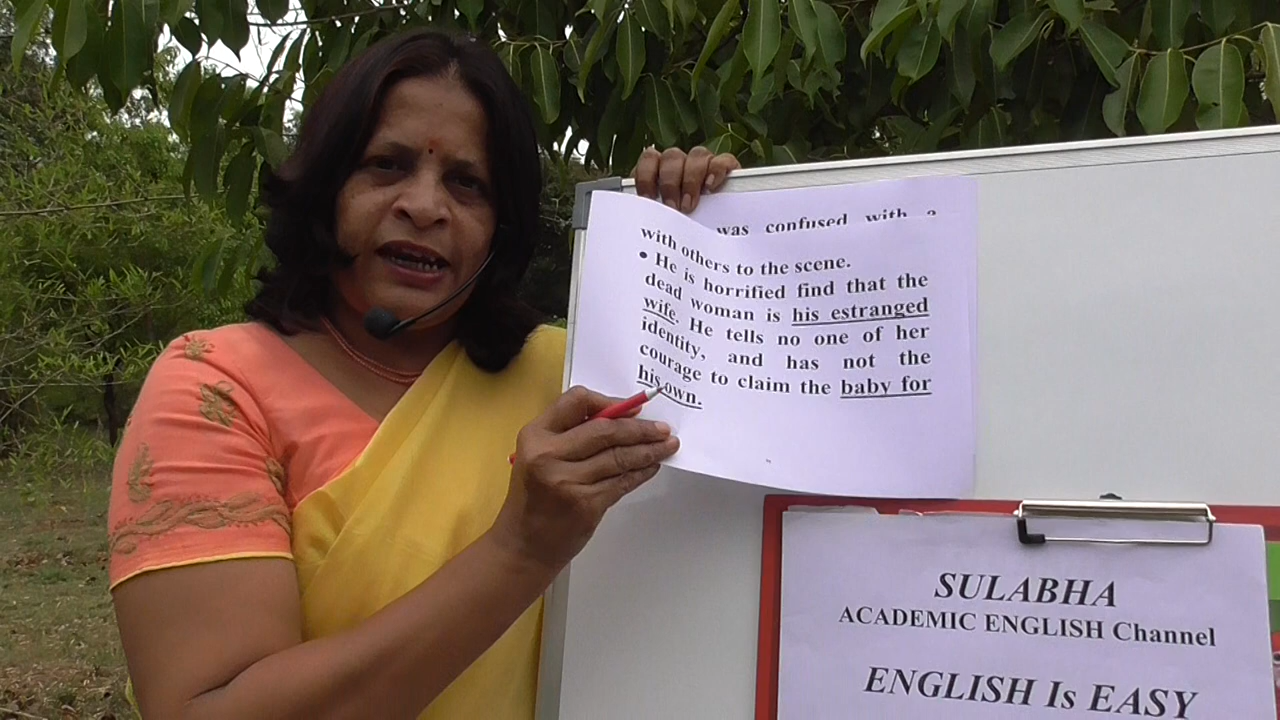 was confused with a
with others to the scene.
• He is horrified find that the
dead woman is his estranged
wife. He tells no one of her
identity, and has not the
courage to claim the baby for
his own.
SULABHA
ACADEMIC ENGLISH Channel
ENGLISH Is EASY